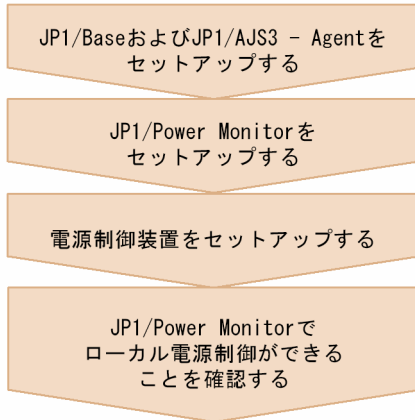 JP1/BaseおよびJP1/AJS3 - Agentを
セットアップする
JP1/Power Monitorを
セットアップする
電源制御装置をセットアップする
JP1/Power Monitorで
ローカル電源制御ができる
ことを確認する